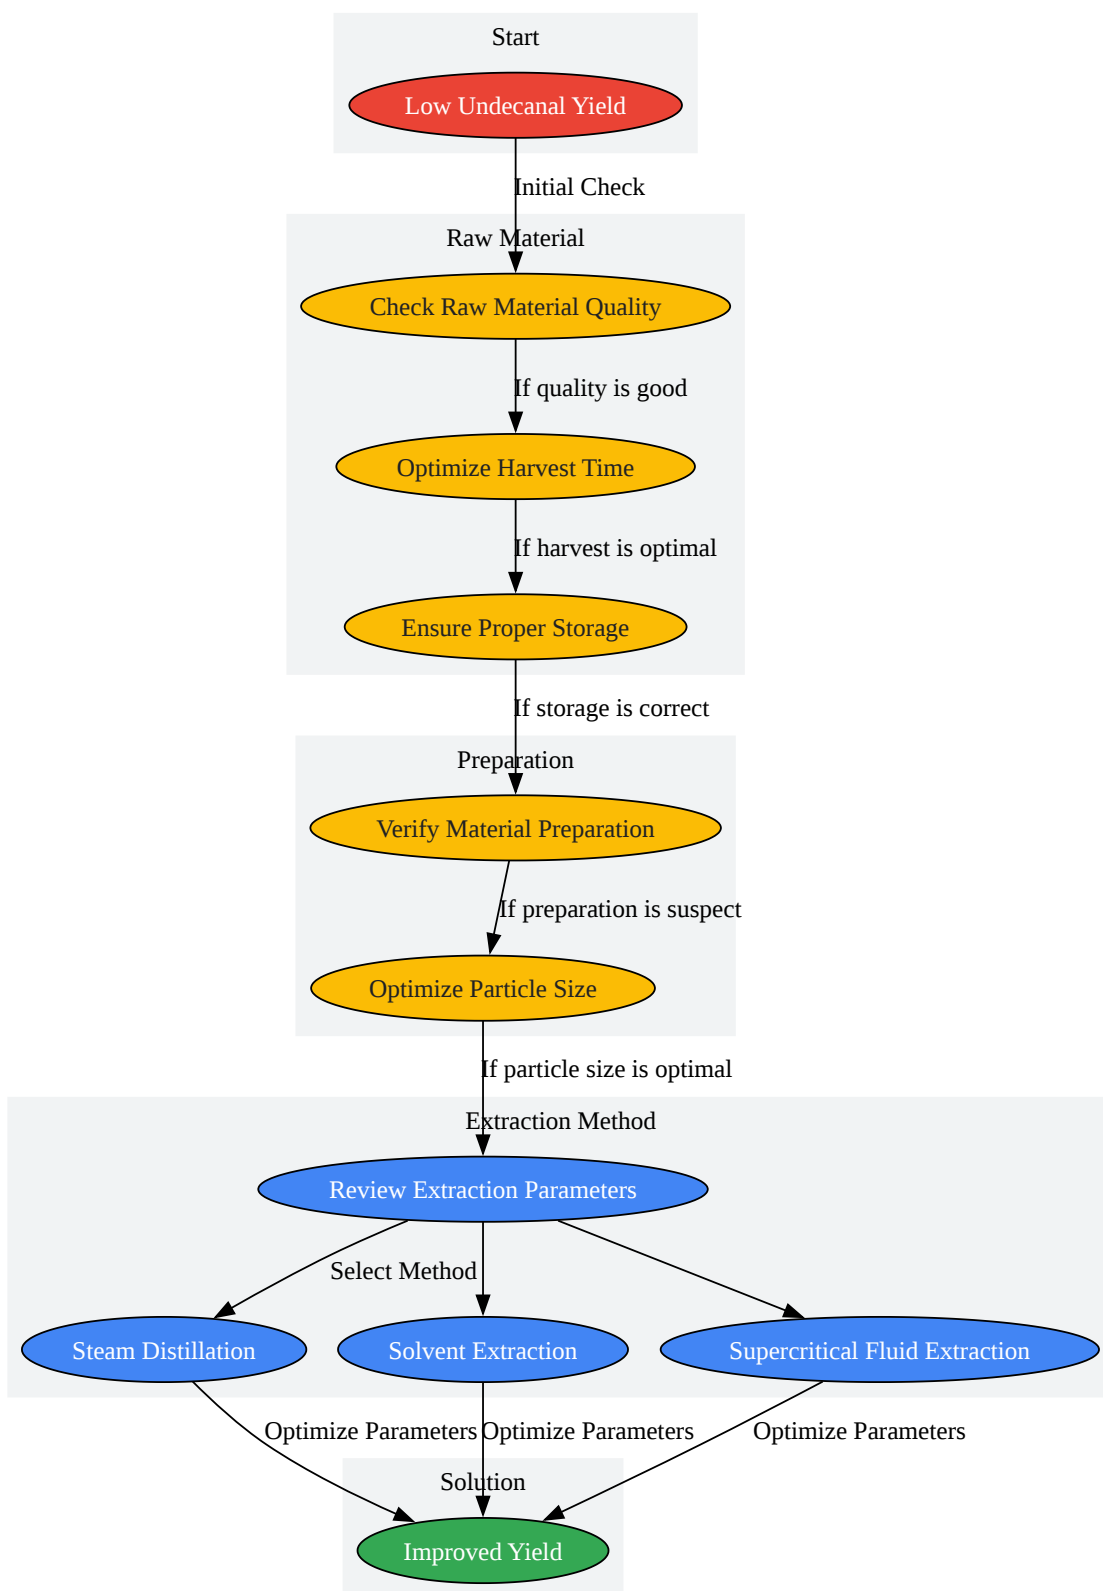 Start
Low Undecanal Yield
Initial Check
Raw Material
Check Raw Material Quality
If quality is good
Optimize Harvest Time
If harvest is optimal
Ensure Proper Storage
If storage is correct
Preparation
Verify Material Preparation
If preparation is suspect
Optimize Particle Size
If particle size is optimal
Extraction Method
Review Extraction Parameters
Select Method
Steam Distillation
Solvent Extraction
Supercritical Fluid Extraction
Optimize Parameters
Optimize Parameters
Optimize Parameters
Solution
Improved Yield